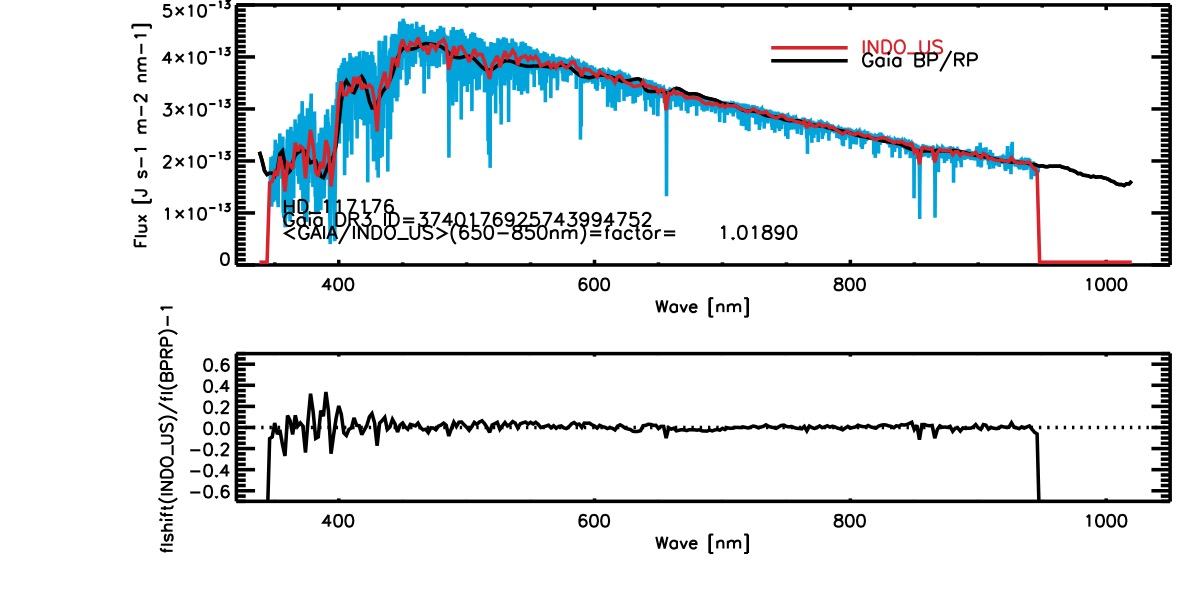 5×10−13
4×10−13
3×10−13
2×10−13
1×10−13
0
Flux [J s−1 m−2 nm−1]
INDO_US
Gaia BP/RP
HD_117176
Gaia DR3 ID=3740176925743994752
<GAIA/INDO_US>(650−850nm)=factor= 1.01890
400 600 800 1000
Wave [nm]
0.6
0.4
0.2
0.0
−0.2
−0.4
−0.6
flshift(INDO_US)/fl(BPRP)−1
400 600 800 1000
Wave [nm]